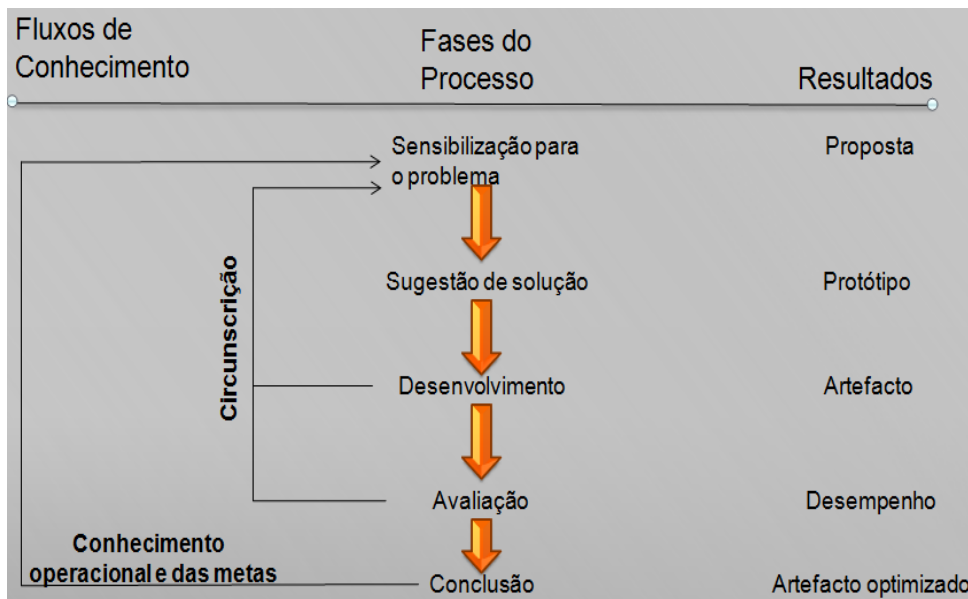 Fluxos de
Conhecimento
Fases do
Processo
Resultados
Sensibilização para
o problema
Proposta
Sugestão de solução
Protótipo
Circunscrição
Desenvolvimento
Artefacto
Avaliação
Desempenho
Conhecimento
operacional e das metas
Conclusão
Artefacto optimizado